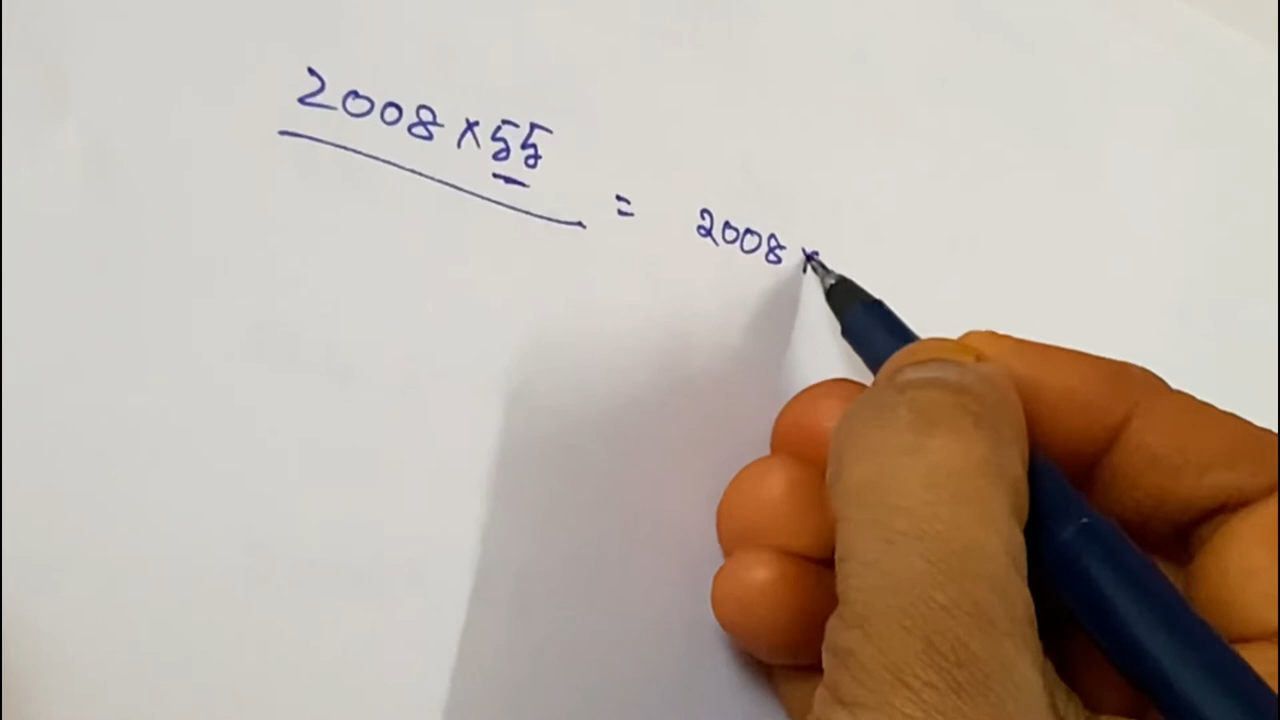 2008 × 55 = 2008 ×